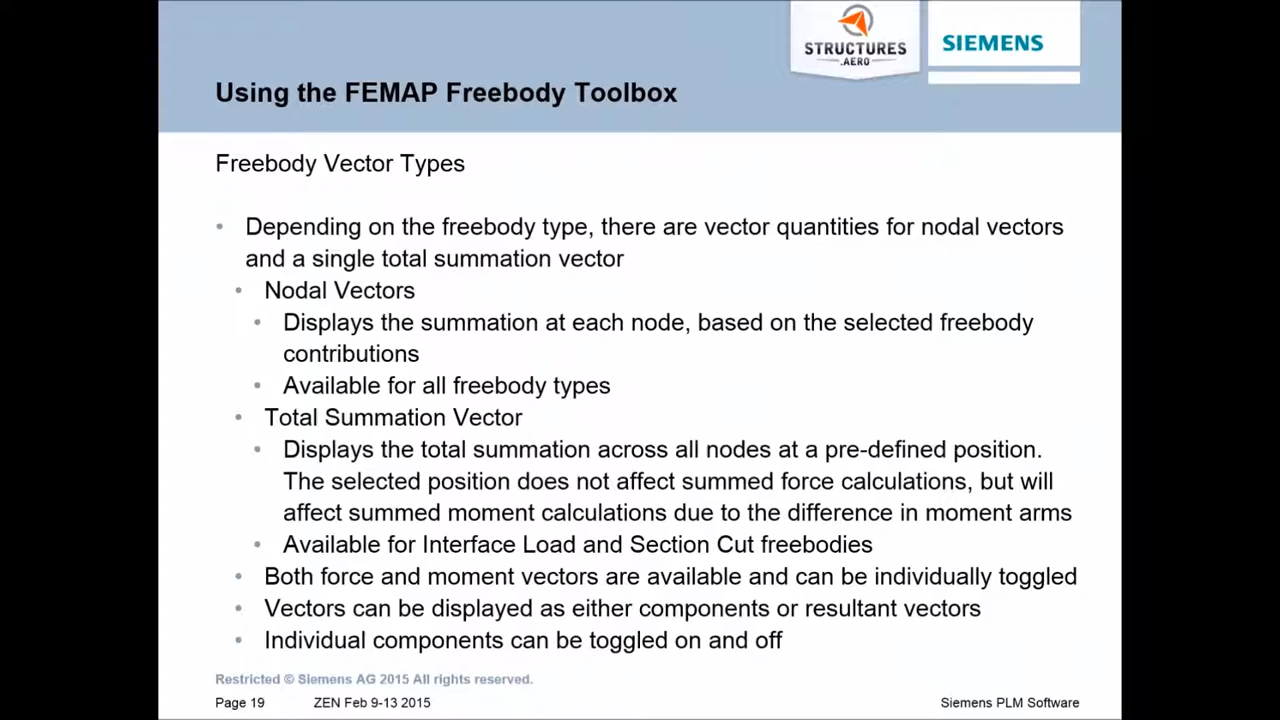 STRUCTURES
.AERO
SIEMENS
Using the FEMAP Freebody Toolbox
Freebody Vector Types
• Depending on the freebody type, there are vector quantities for nodal vectors
and a single total summation vector
• Nodal Vectors
• Displays the summation at each node, based on the selected freebody
contributions
• Available for all freebody types
• Total Summation Vector
• Displays the total summation across all nodes at a pre-defined position.
The selected position does not affect summed force calculations, but will
affect summed moment calculations due to the difference in moment arms
• Available for Interface Load and Section Cut freebodies
• Both force and moment vectors are available and can be individually toggled
• Vectors can be displayed as either components or resultant vectors
• Individual components can be toggled on and off
Restricted © Siemens AG 2015 All rights reserved.
Page 19 ZEN Feb 9-13 2015 Siemens PLM Software